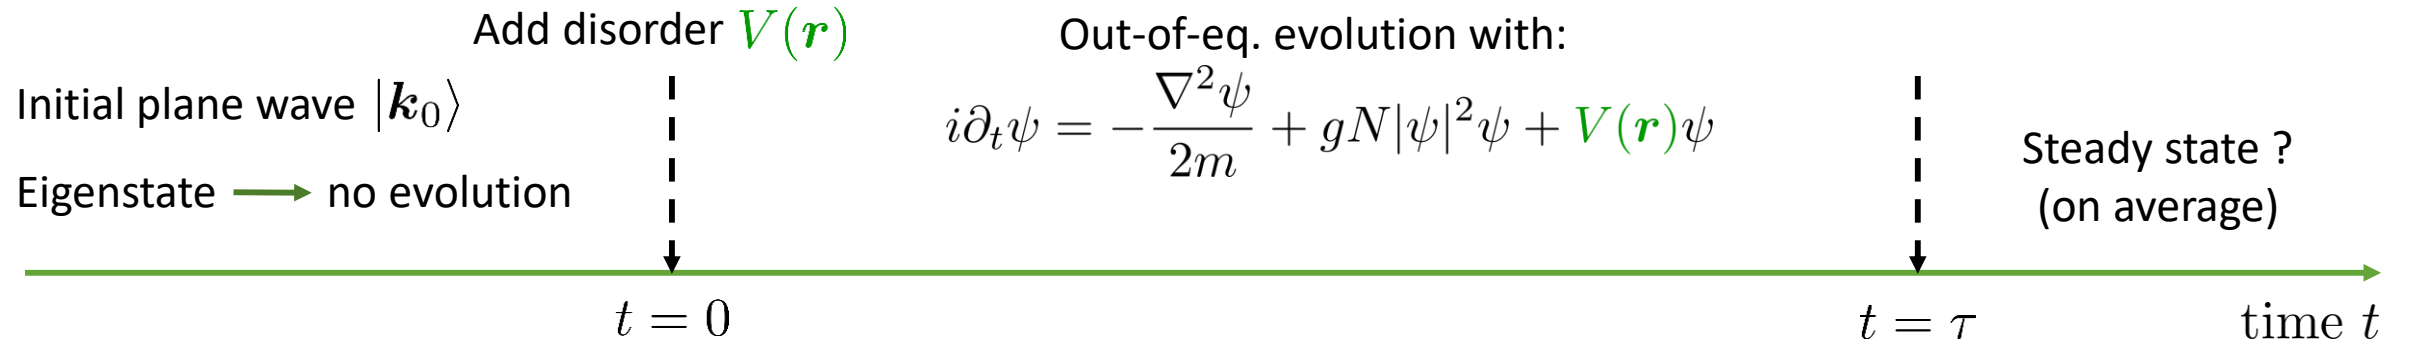 Add disorder V(r)
Out-of-eq. evolution with:
Initial plane wave |k₀⟩
i∂ₜψ = −∇²ψ/2m + gN|ψ|²ψ + V(r)ψ
Eigenstate ⟶ no evolution
Steady state ?
(on average)
t = 0
t = τ
time t